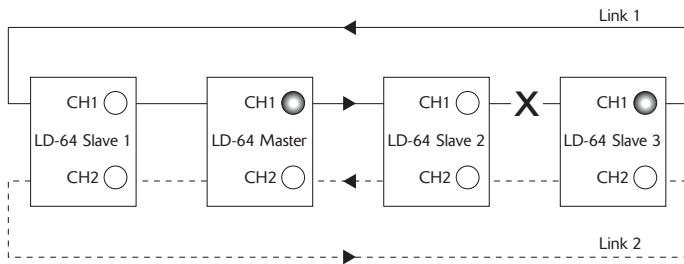 Link 1
CH1 CH1 CH1 X CH1
LD-64 Slave 1 LD-64 Master LD-64 Slave 2 LD-64 Slave 3
CH2 CH2 CH2 CH2
Link 2